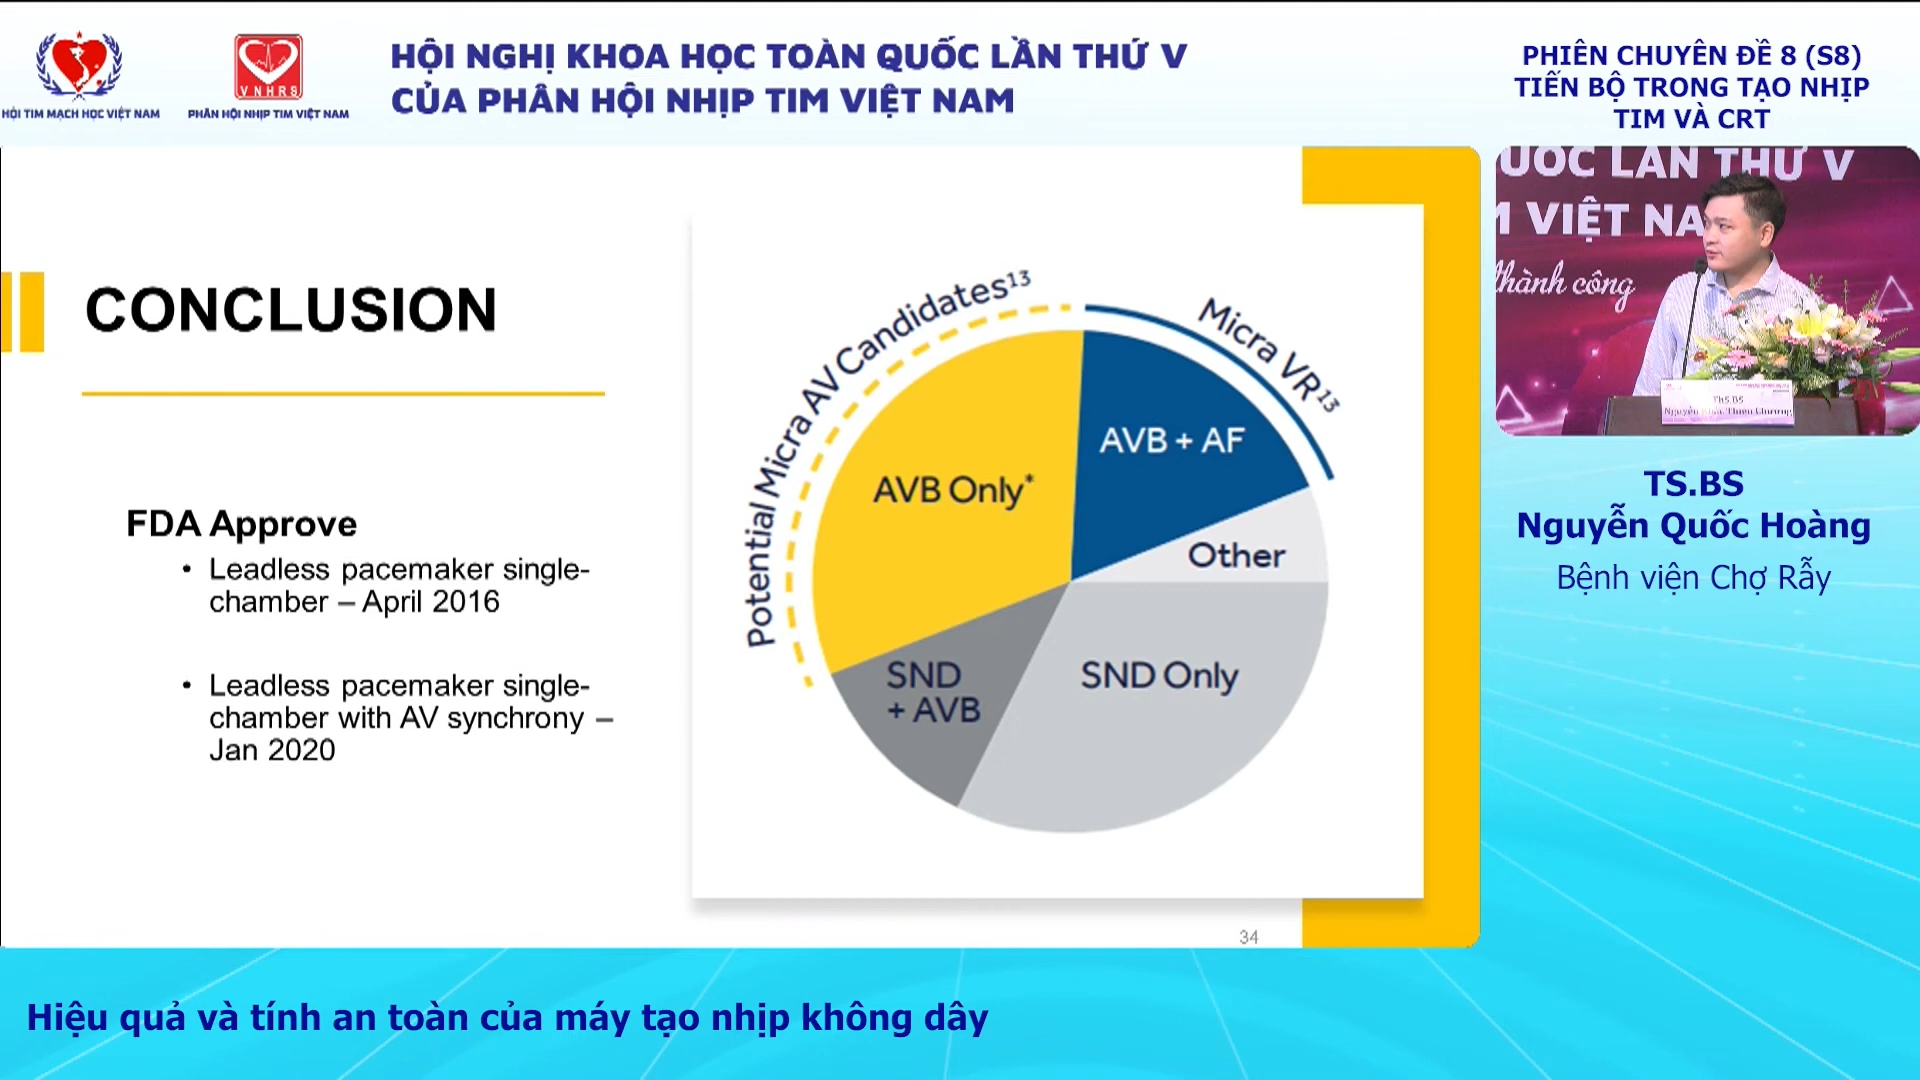 HỘI TIM MẠCH HỌC VIỆT NAM
VNHRS
PHÂN HỘI NHỊP TIM VIỆT NAM
HỘI NGHỊ KHOA HỌC TOÀN QUỐC LẦN THỨ V
CỦA PHÂN HỘI NHỊP TIM VIỆT NAM
PHIÊN CHUYÊN ĐỀ 8 (S8)
TIẾN BỘ TRONG TẠO NHỊP
TIM VÀ CRT
CONCLUSION
FDA Approve
• Leadless pacemaker single-
chamber – April 2016
• Leadless pacemaker single-
chamber with AV synchrony –
Jan 2020
Potential Micra AV Candidates¹³
Micra VR¹³
AVB Only*
AVB + AF
Other
SND
+ AVB
SND Only
34
LẦN THỨ V
VIỆT NA
thành công
ThS.BS
TS.BS
Nguyễn Quốc Hoàng
Bệnh viện Chợ Rẫy
Hiệu quả và tính an toàn của máy tạo nhịp không dây